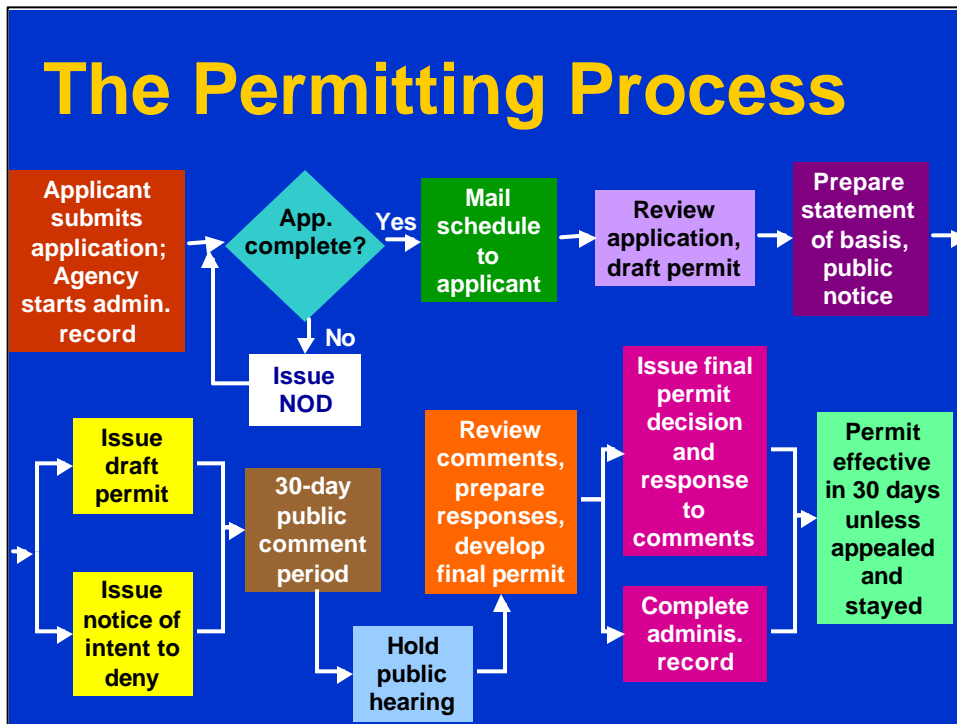 The Permitting Process
Applicant
submits
application;
Agency
starts admin.
record
App.
complete?
Yes
No
Issue
NOD
Mail
schedule
to
applicant
Review
application,
draft permit
Prepare
statement
of basis,
public
notice
Issue
draft
permit
Issue
notice of
intent to
deny
30-day
public
comment
period
Hold
public
hearing
Review
comments,
prepare
responses,
develop
final permit
Issue final
permit
decision
and
response
to
comments
Complete
adminis.
record
Permit
effective
in 30 days
unless
appealed
and
stayed